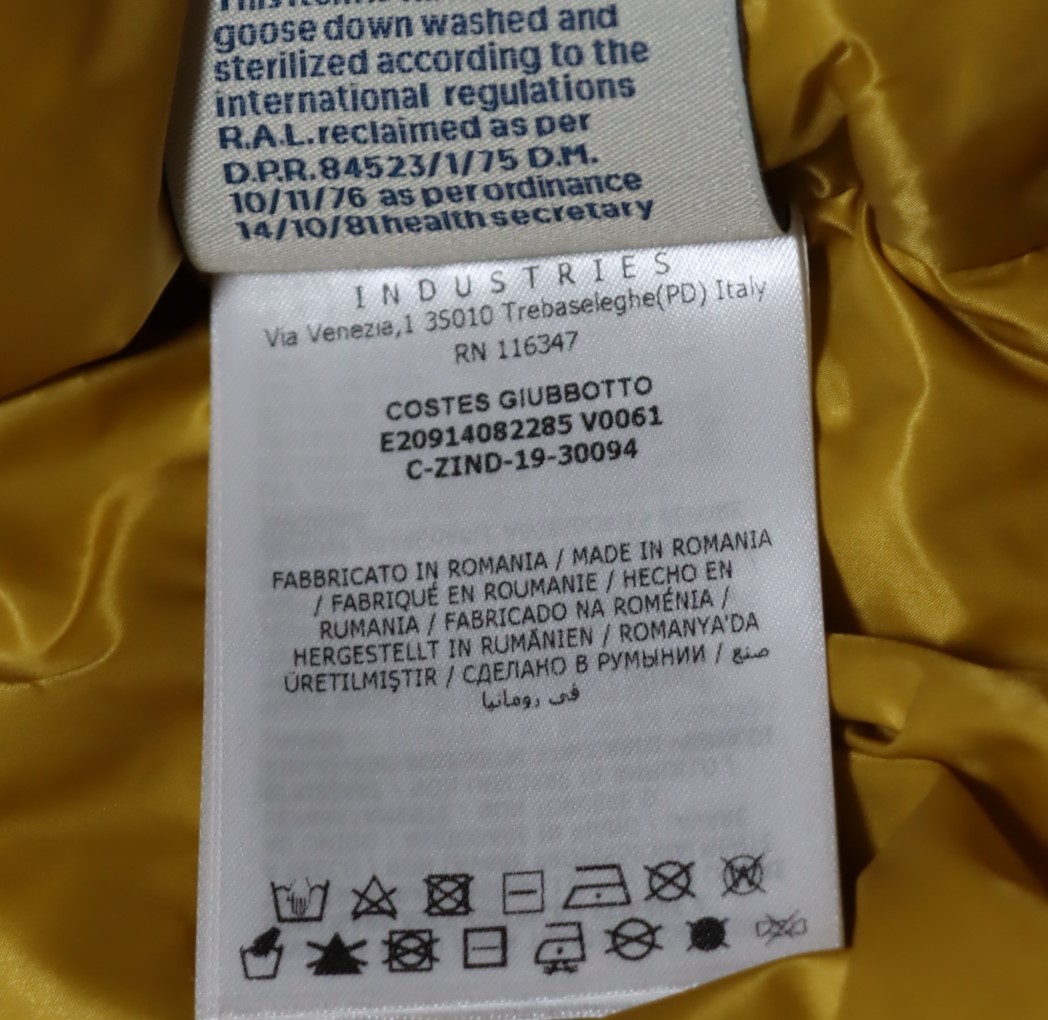 goose down washed and
sterilized according to the
international regulations
R.A.L. reclaimed as per
D.P.R. 84523/1/75 D.M.
10/11/76 as per ordinance
14/10/81 health secretary
INDUSTRIES
Via Venezia,1 35010 Trebaseleghe(PD) Italy
RN 116347
COSTES GIUBBOTTO
E20914082285 V0061
C-ZIND-19-30094
FABBRICATO IN ROMANIA / MADE IN ROMANIA
/ FABRIQUÉ EN ROUMANIE / HECHO EN
RUMANIA / FABRICADO NA ROMÉNIA /
HERGESTELLT IN RUMÄNIEN / ROMANYA'DA
ÜRETILMIŞTIR / СДЕЛАНО В РУМЫНИИ / صنع
في رومانيا
W